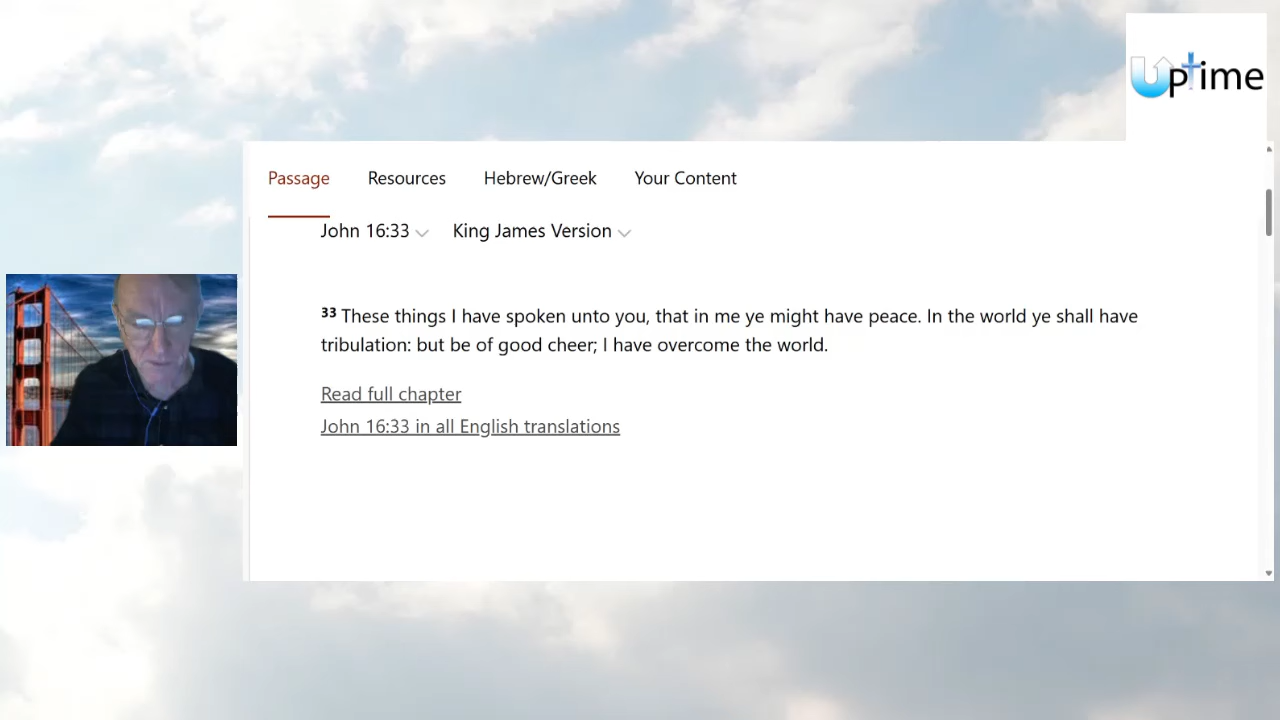 Uptime
Passage Resources Hebrew/Greek Your Content
John 16:33 King James Version
33 These things I have spoken unto you, that in me ye might have peace. In the world ye shall have
tribulation: but be of good cheer; I have overcome the world.
Read full chapter
John 16:33 in all English translations